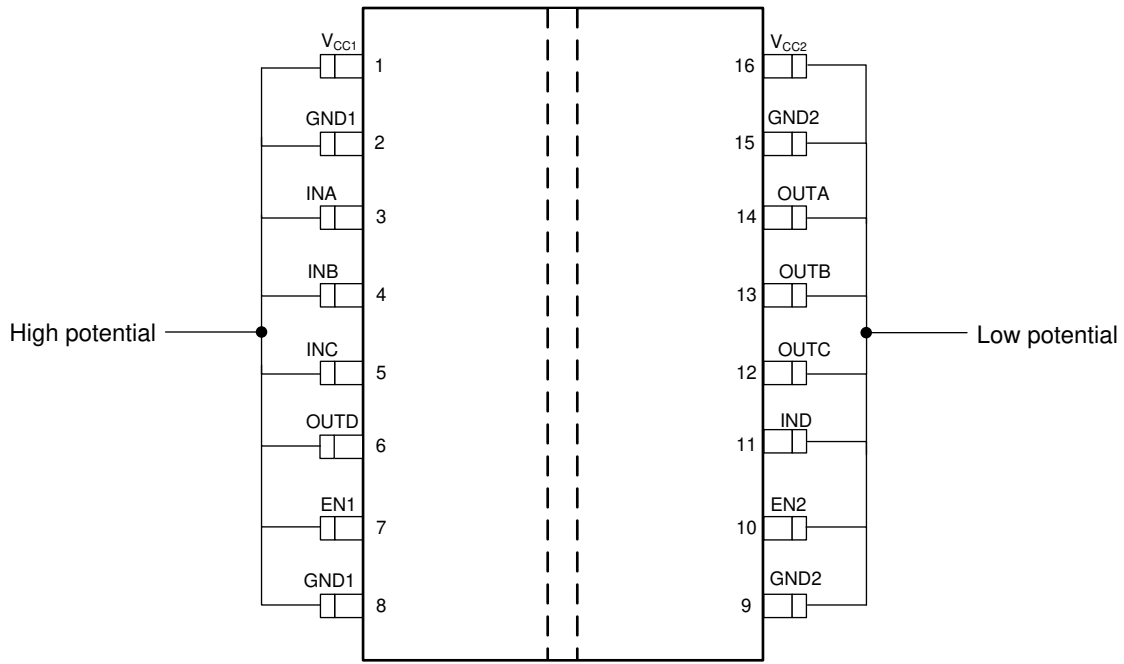 VCC1
1
GND1
2
INA
3
INB
4
High potential
INC
5
OUTD
6
EN1
7
GND1
8
VCC2
16
GND2
15
OUTA
14
OUTB
13
Low potential
OUTC
12
IND
11
EN2
10
GND2
9